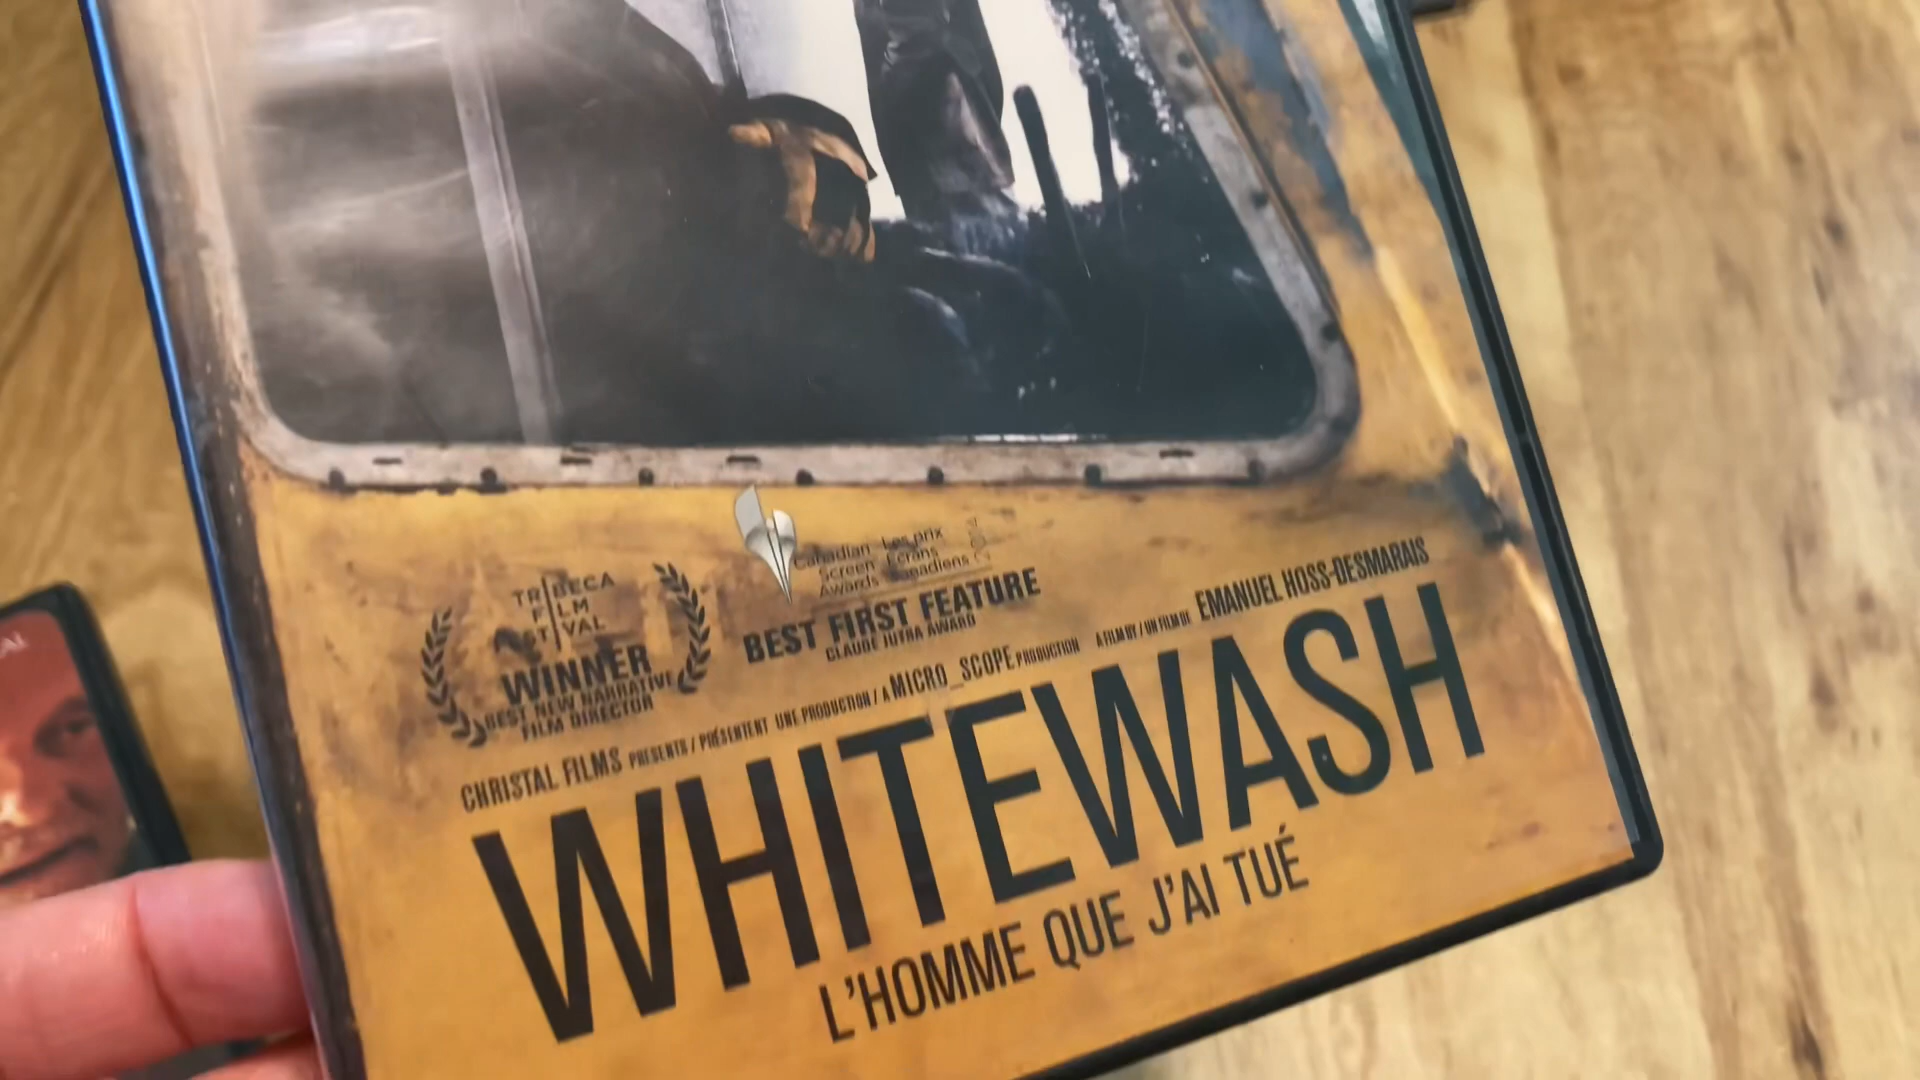 TRIBECA
FILM
FESTIVAL
WINNER
BEST NEW NARRATIVE
FILM DIRECTOR
Canadian
Screen
Awards
Les prix
Écrans
Canadiens
BEST FIRST FEATURE
CLAUDE JUTRA AWARD
CHRISTAL FILMS PRESENTS / PRÉSENTENT UNE PRODUCTION / A MICRO_SCOPE PRODUCTION A FILM BY / UN FILM DE EMANUEL HOSS-DESMARAIS
WHITEWASH
L'HOMME QUE J'AI TUÉ